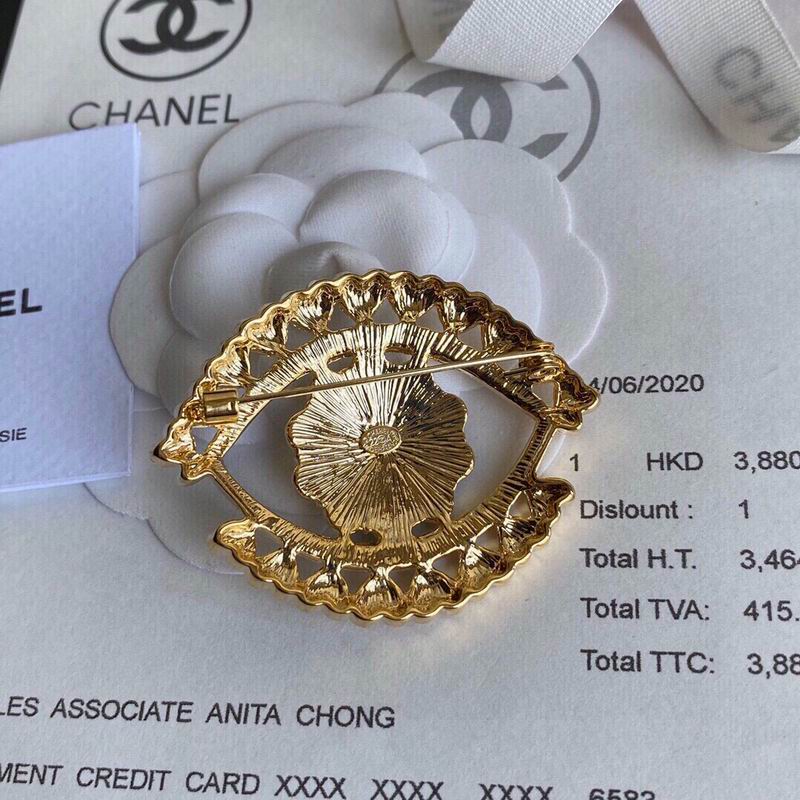 CHANEL
CHA
EL
SIE
4/06/2020
1 HKD 3,880
Dislount : 1
Total H.T. 3,464
Total TVA: 415.
Total TTC: 3,88
LES ASSOCIATE ANITA CHONG
MENT CREDIT CARD XXXX XXXX XXXX 6582